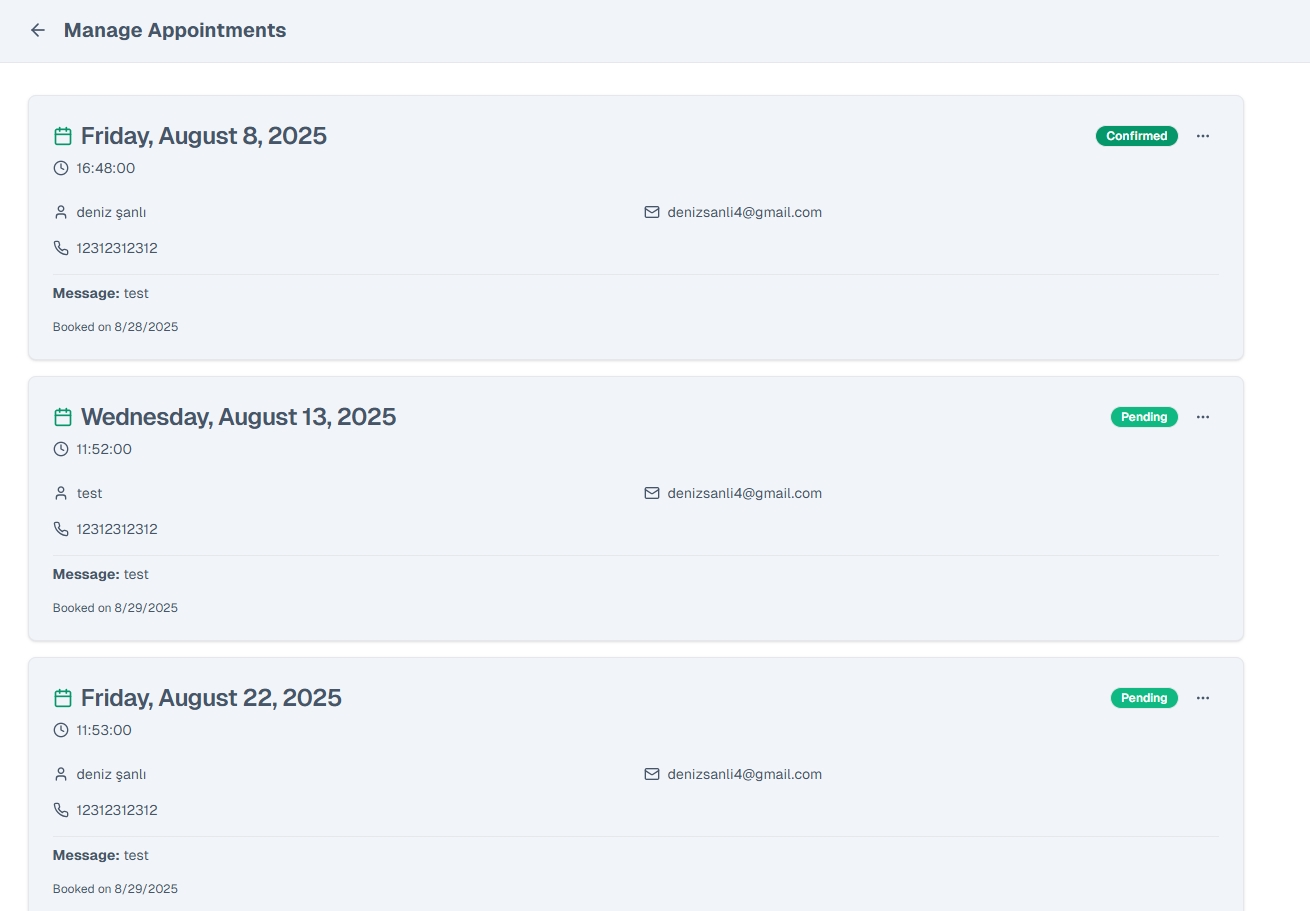 Manage Appointments
Friday, August 8, 2025
Confirmed
16:48:00
deniz şanlı
denizsanli4@gmail.com
12312312312
Message: test
Booked on 8/28/2025
Wednesday, August 13, 2025
Pending
11:52:00
test
denizsanli4@gmail.com
12312312312
Message: test
Booked on 8/29/2025
Friday, August 22, 2025
Pending
11:53:00
deniz şanlı
denizsanli4@gmail.com
12312312312
Message: test
Booked on 8/29/2025